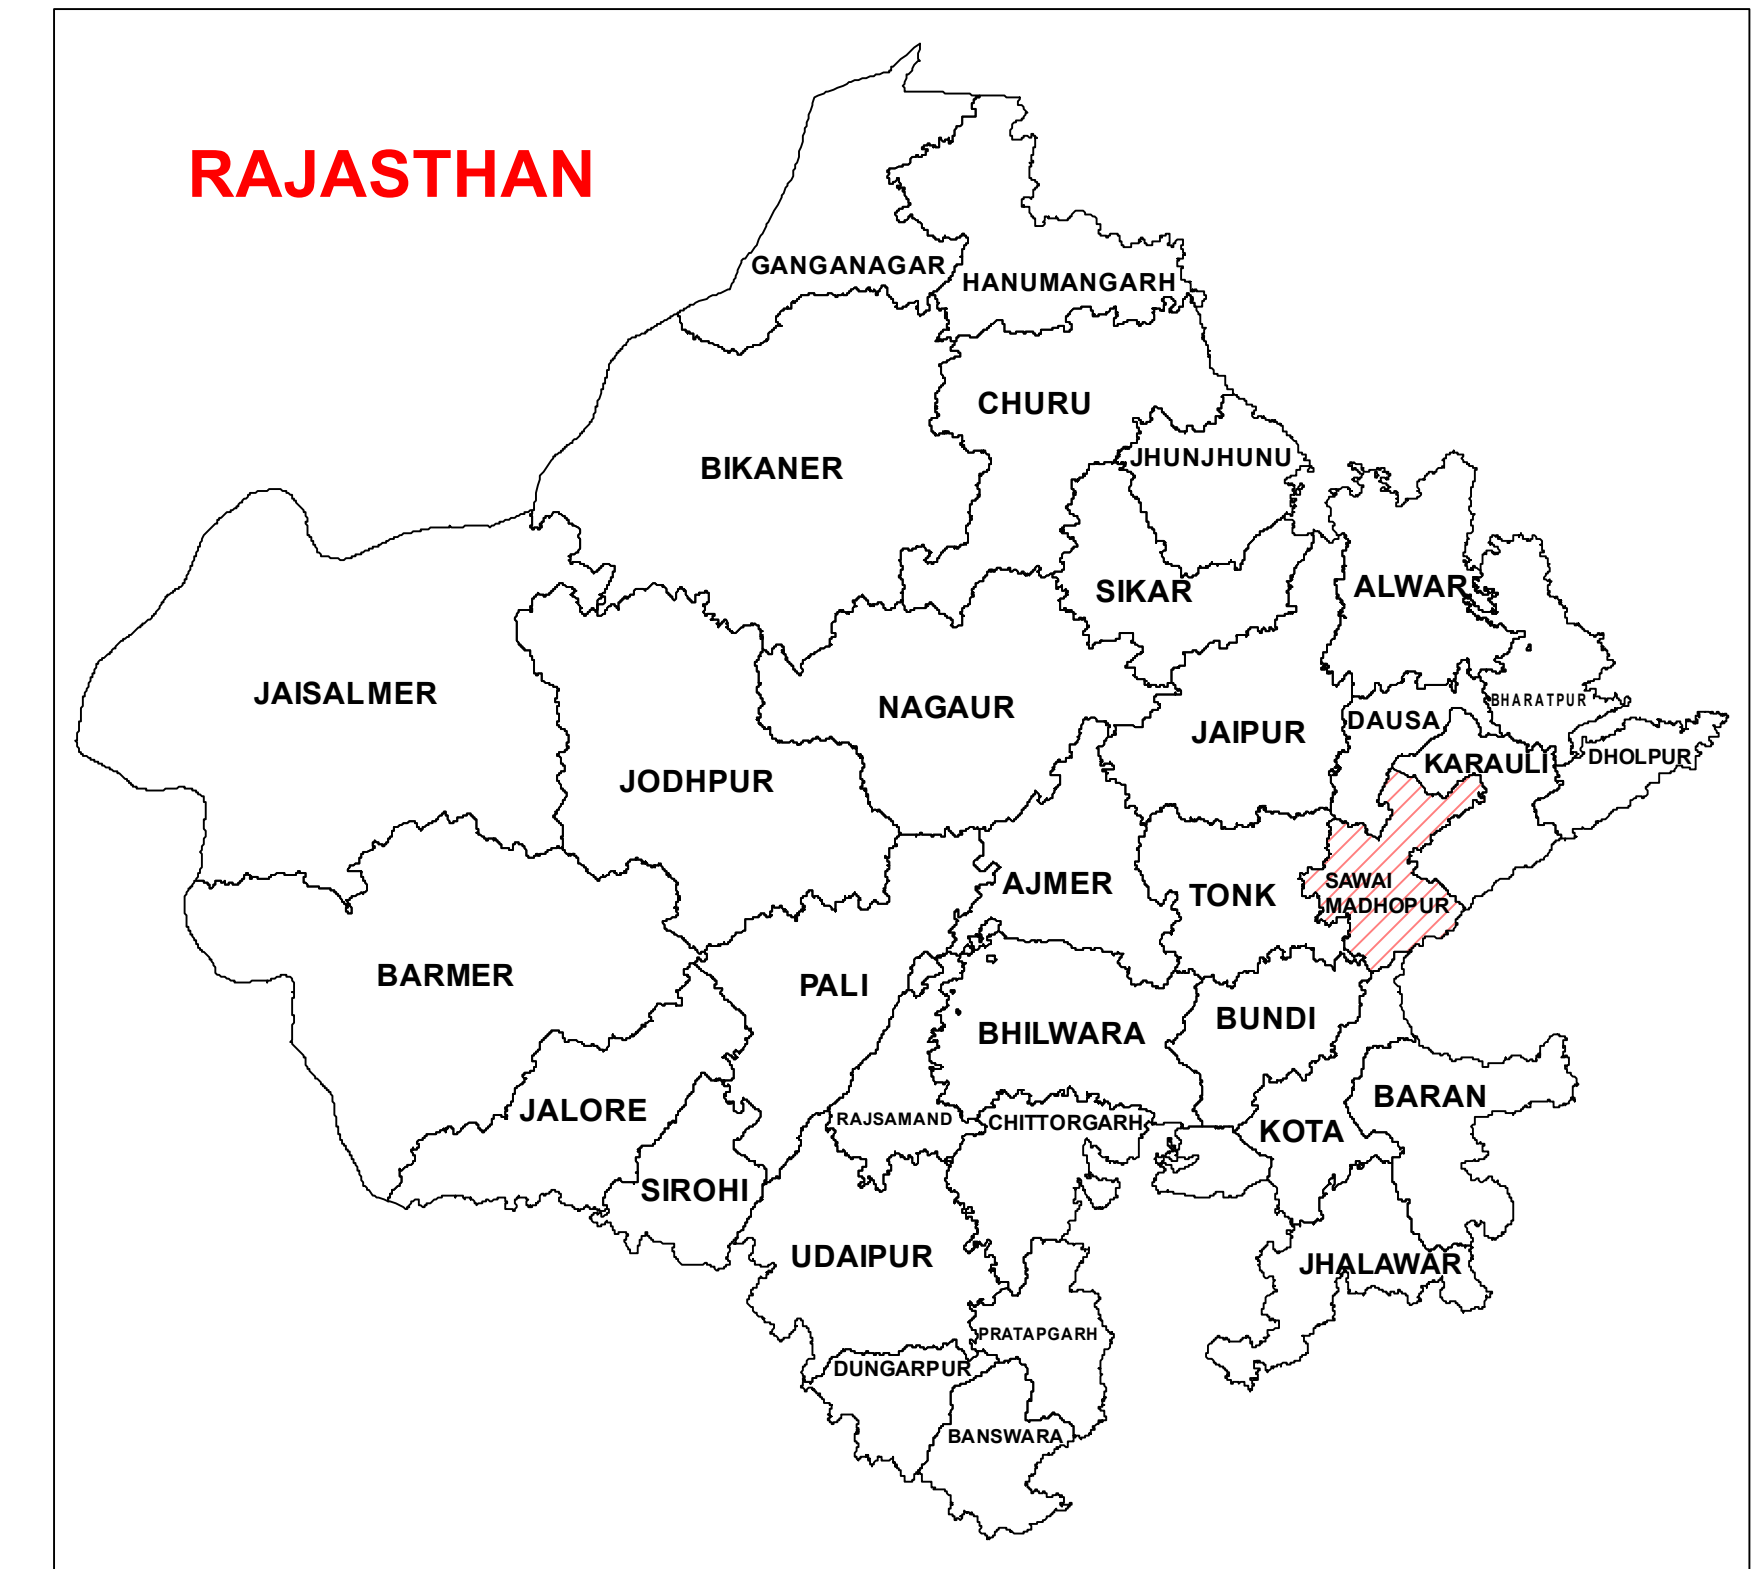 RAJASTHAN
GANGANAGAR
HANUMANGARH
CHURU
JHUNJHUNU
BIKANER
SIKAR
ALWAR
JAISALMER
NAGAUR
BHARATPUR
DAUSA
JAIPUR
KARAULI
DHOLPUR
JODHPUR
AJMER
TONK
SAWAI
MADHOPUR
BARMER
PALI
BUNDI
BHILWARA
BARAN
JALORE
RAJSAMAND
CHITTORGARH
KOTA
SIROHI
UDAIPUR
JHALAWAR
PRATAPGARH
DUNGARPUR
BANSWARA